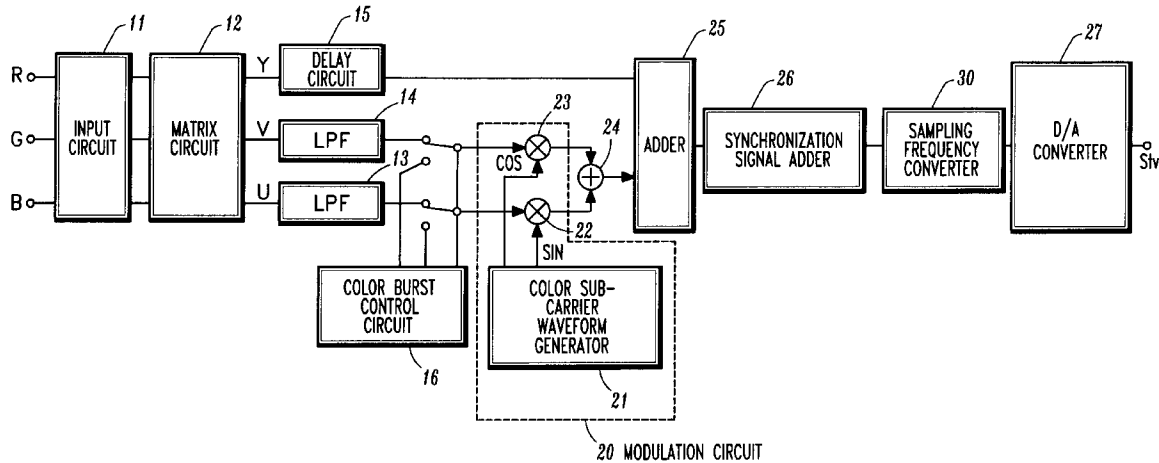 11
12
15
25
27
R
G
B
INPUT
CIRCUIT
MATRIX
CIRCUIT
Y
V
U
DELAY
CIRCUIT
14
LPF
13
LPF
23
COS
24
22
SIN
ADDER
26
SYNCHRONIZATION
SIGNAL ADDER
30
SAMPLING
FREQUENCY
CONVERTER
D/A
CONVERTER
Stv
COLOR BURST
CONTROL
CIRCUIT
16
COLOR SUB-
CARRIER
WAVEFORM
GENERATOR
21
20 MODULATION CIRCUIT